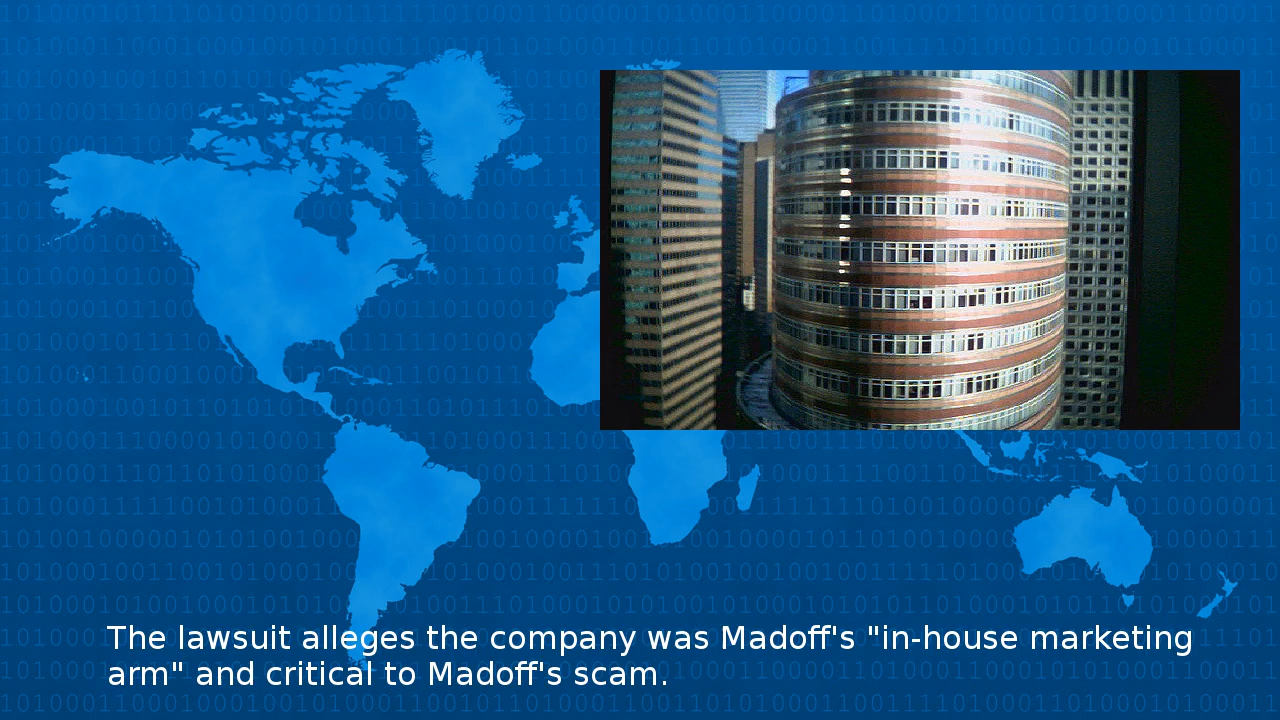 The lawsuit alleges the company was Madoff's "in-house marketing
arm" and critical to Madoff's scam.